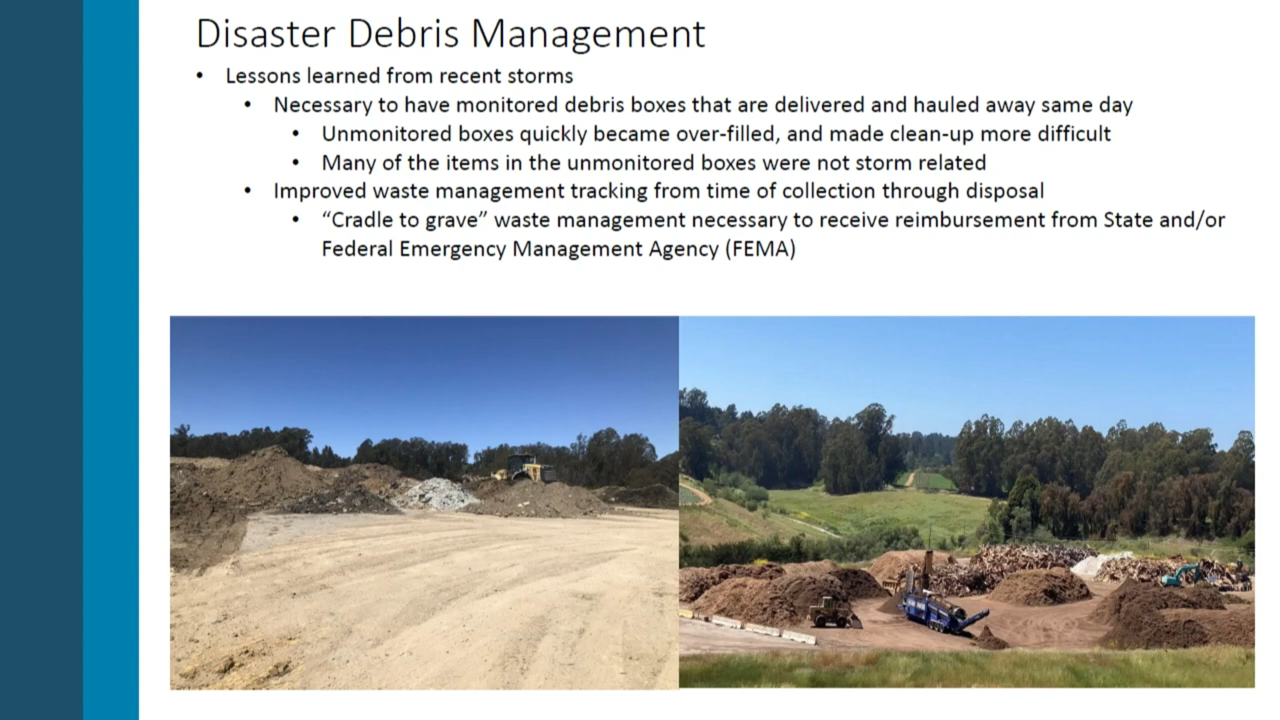 Disaster Debris Management
• Lessons learned from recent storms
• Necessary to have monitored debris boxes that are delivered and hauled away same day
• Unmonitored boxes quickly became over-filled, and made clean-up more difficult
• Many of the items in the unmonitored boxes were not storm related
• Improved waste management tracking from time of collection through disposal
• “Cradle to grave” waste management necessary to receive reimbursement from State and/or
Federal Emergency Management Agency (FEMA)